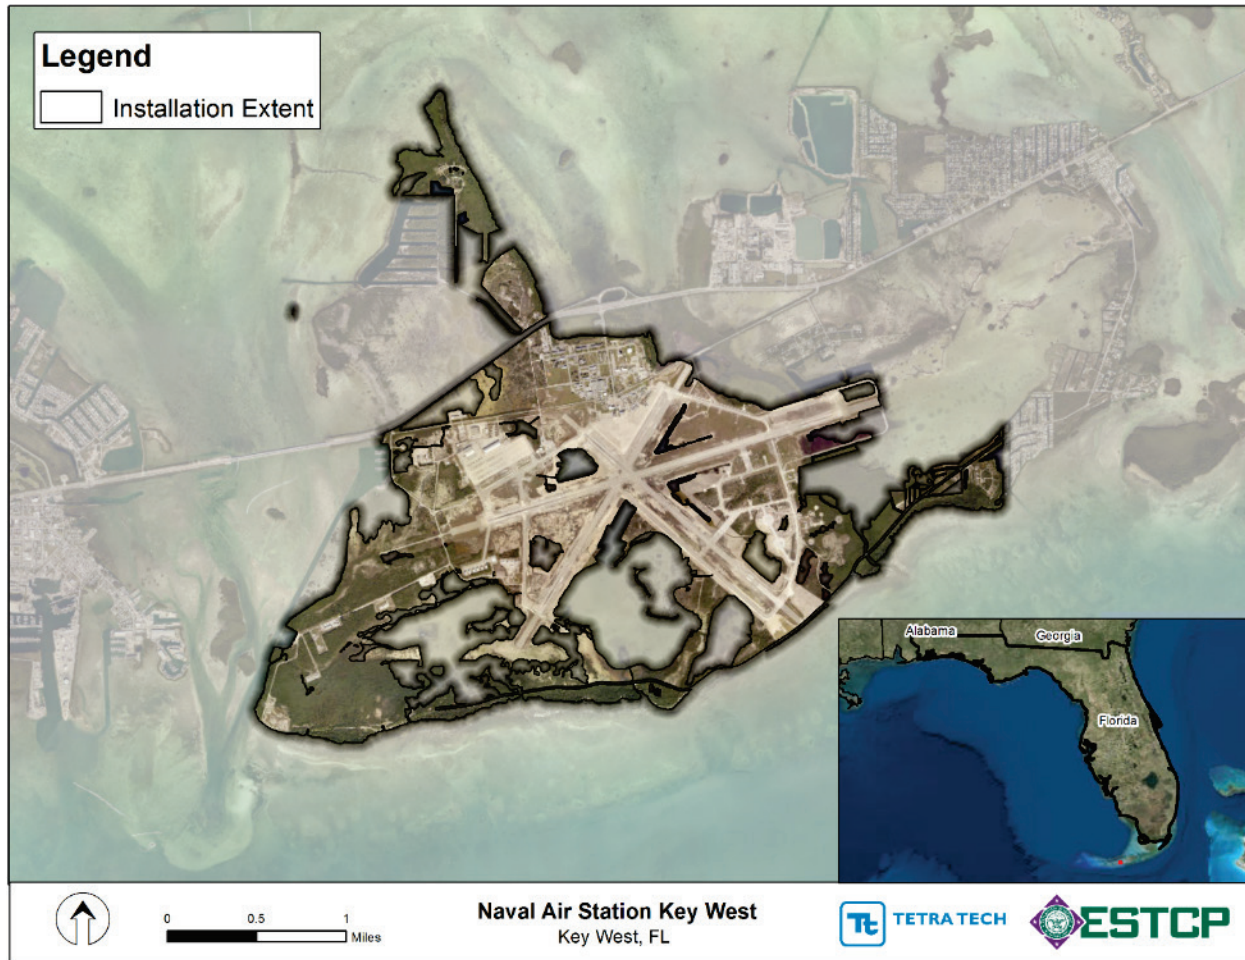 Legend
Installation Extent
Alabama
Georgia
Florida
0 0.5 1
Miles
Naval Air Station Key West
Key West, FL
Tt TETRA TECH
ESTCP